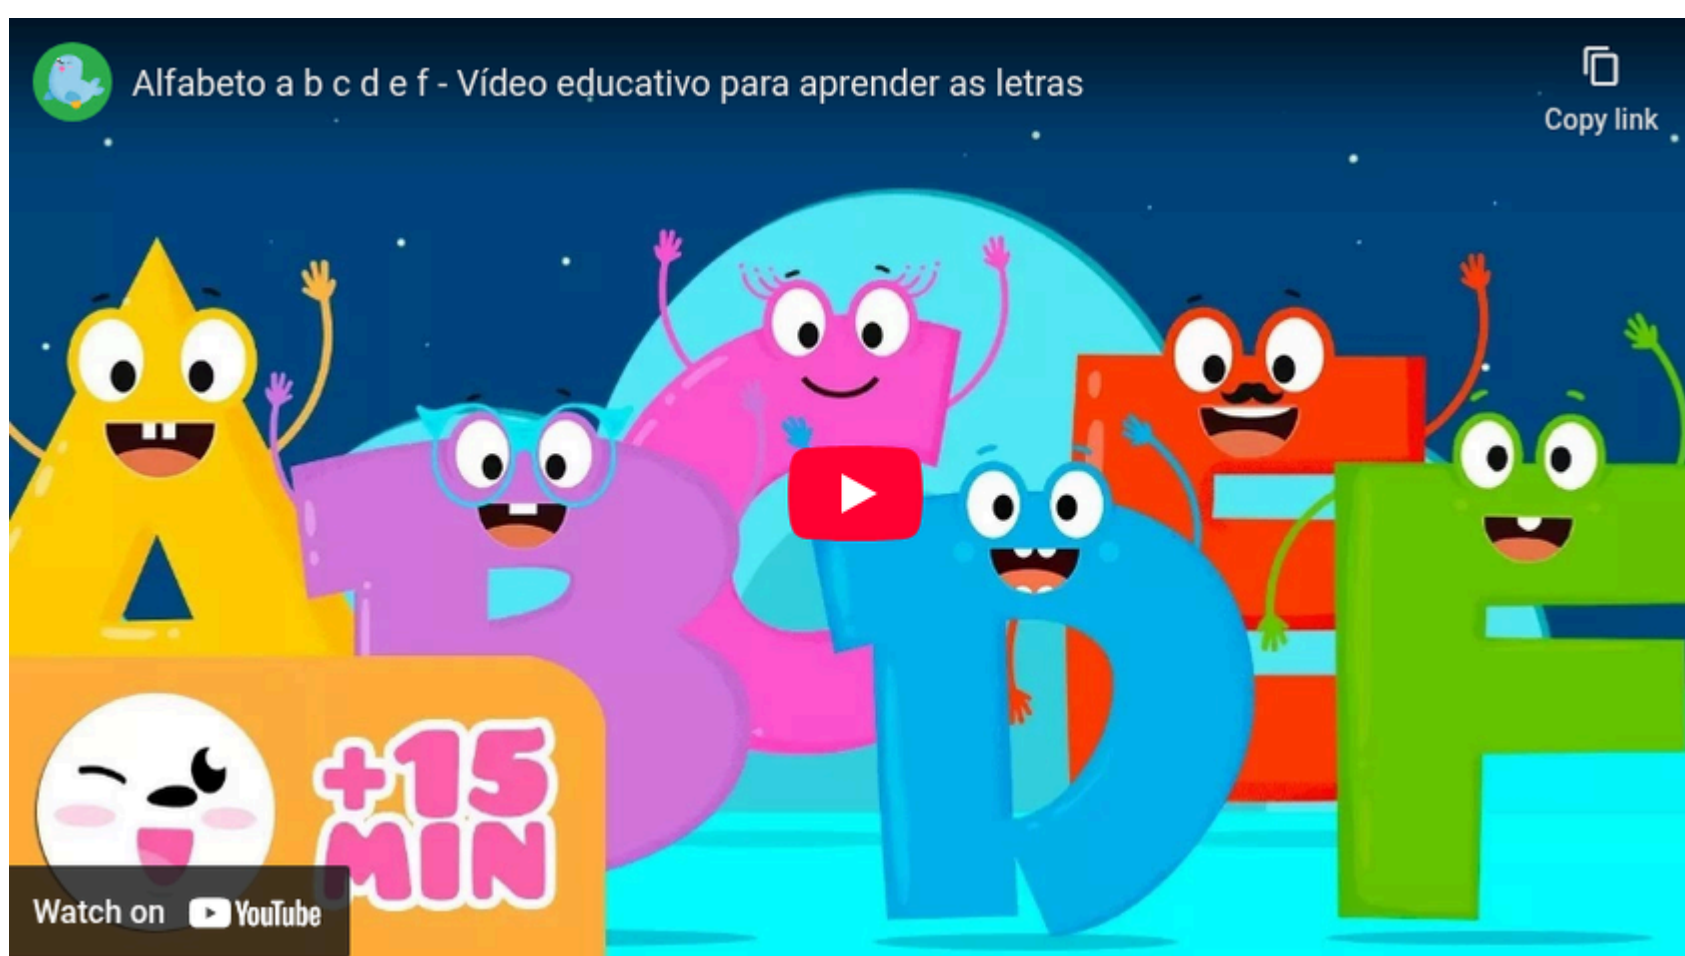 Alfabeto a b c d e f - Vídeo educativo para aprender as letras
Copy link
A B C D E F
+15
MIN
Watch on YouTube